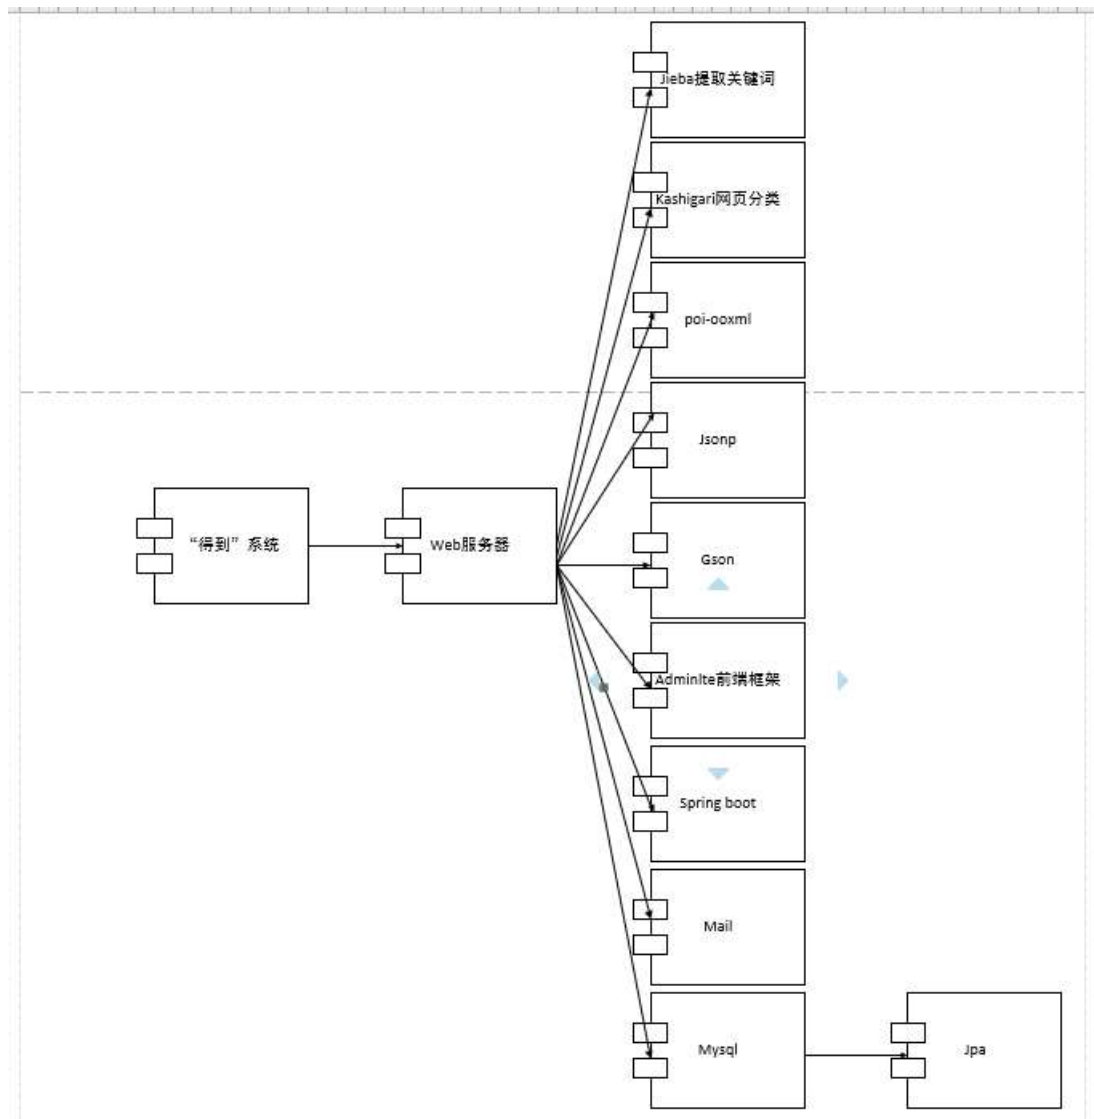 Jieba提取关键词
Kashigari网页分类
poi-ooxml
Jsonp
“得到”系统
Web服务器
Gson
Adminlte前端框架
Spring boot
Mail
Mysql
Jpa